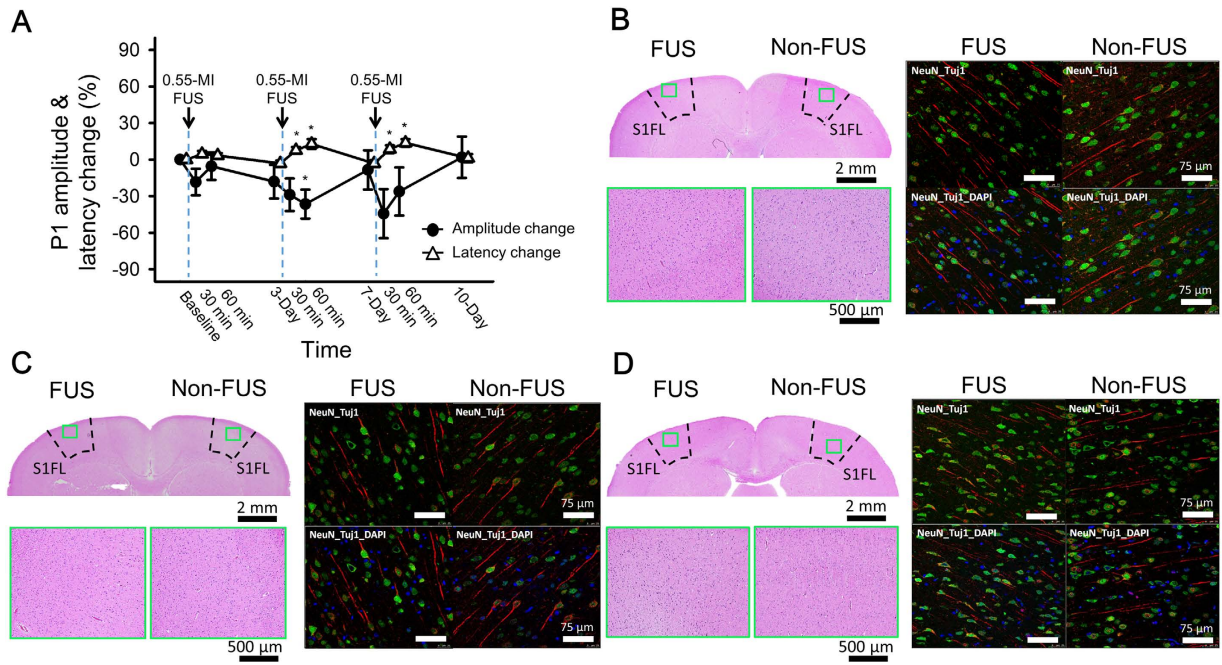 A
P1 amplitude &
latency change (%)
90
60
30
0
-30
-60
-90
0.55-MI
FUS
0.55-MI
FUS
0.55-MI
FUS
* *
*
* *
Amplitude change
Latency change
Baseline
30 min
60 min
3-Day
30 min
60 min
7-Day
30 min
60 min
10-Day
Time
B
FUS
Non-FUS
S1FL
S1FL
2 mm
500 µm
FUS
Non-FUS
NeuN_Tuj1
NeuN_Tuj1
75 µm
NeuN_Tuj1_DAPI
NeuN_Tuj1_DAPI
75 µm
C
FUS
Non-FUS
S1FL
S1FL
2 mm
500 µm
FUS
Non-FUS
NeuN_Tuj1
NeuN_Tuj1
75 µm
NeuN_Tuj1_DAPI
NeuN_Tuj1_DAPI
75 µm
D
FUS
Non-FUS
S1FL
S1FL
2 mm
500 µm
FUS
Non-FUS
NeuN_Tuj1
NeuN_Tuj1
75 µm
NeuN_Tuj1_DAPI
NeuN_Tuj1_DAPI
75 µm